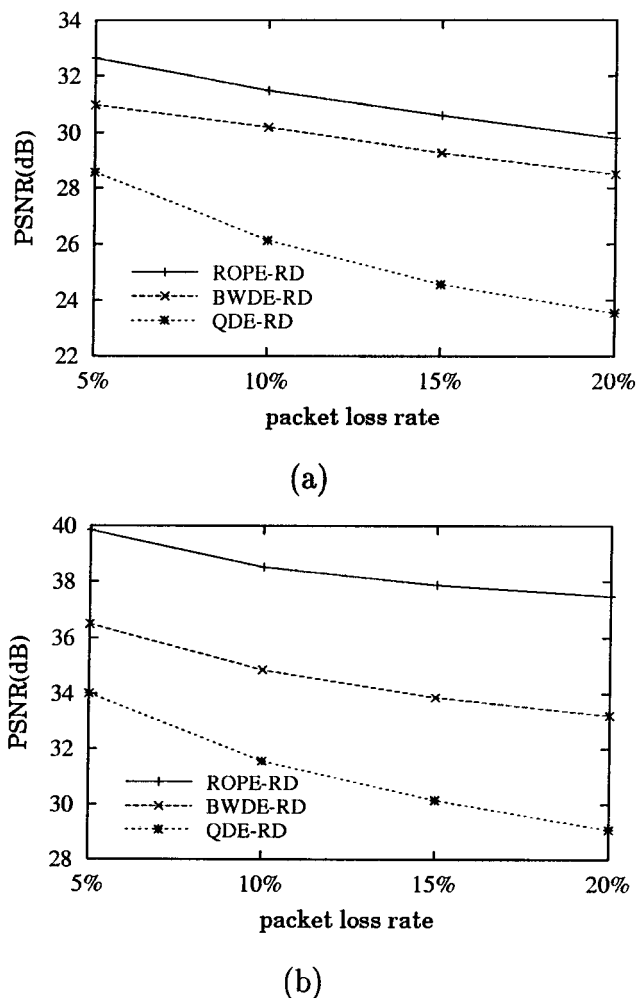 34
32
30
28
26
24
22
PSNR(dB)
ROPE-RD
BWDE-RD
QDE-RD
5% 10% 15% 20%
packet loss rate
(a)
40
38
36
34
32
30
28
PSNR(dB)
ROPE-RD
BWDE-RD
QDE-RD
5% 10% 15% 20%
packet loss rate
(b)